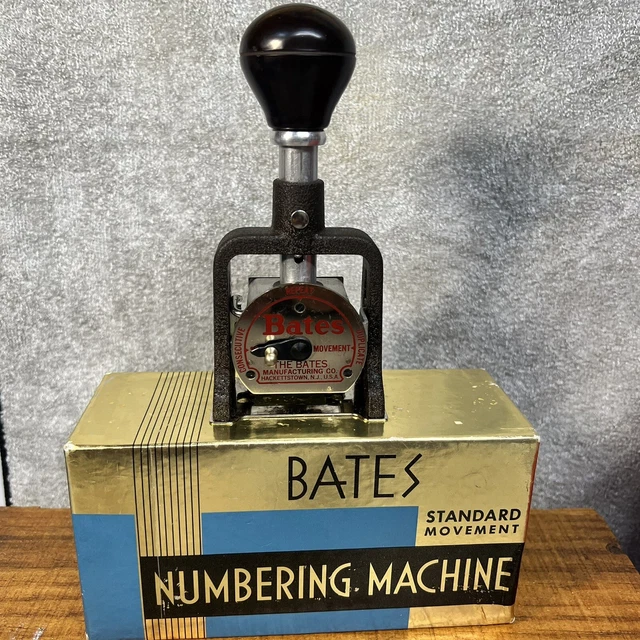 Bates
CONSECUTIVE
DUPLICATE
MOVEMENT
THE BATES
MANUFACTURING CO.
HACKETTSTOWN, N.J., U.S.A.
BATES
STANDARD
MOVEMENT
NUMBERING MACHINE